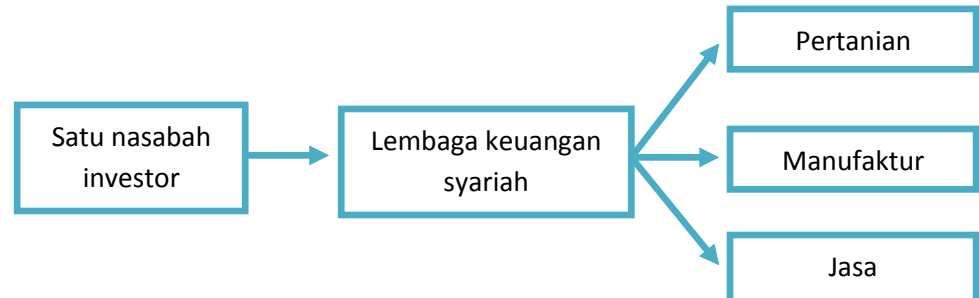 Satu nasabah
investor
Lembaga keuangan
syariah
Pertanian
Manufaktur
Jasa